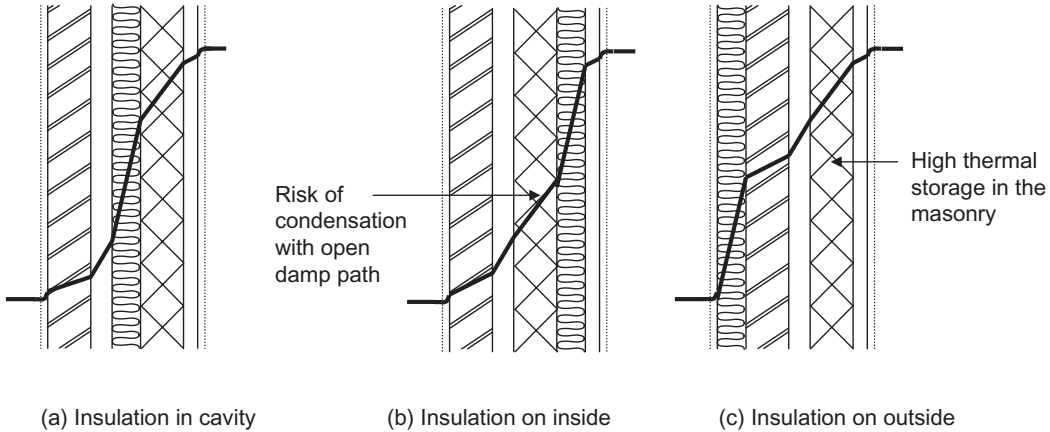 Risk of
condensation
with open
damp path
High thermal
storage in the
masonry
(a) Insulation in cavity
(b) Insulation on inside
(c) Insulation on outside